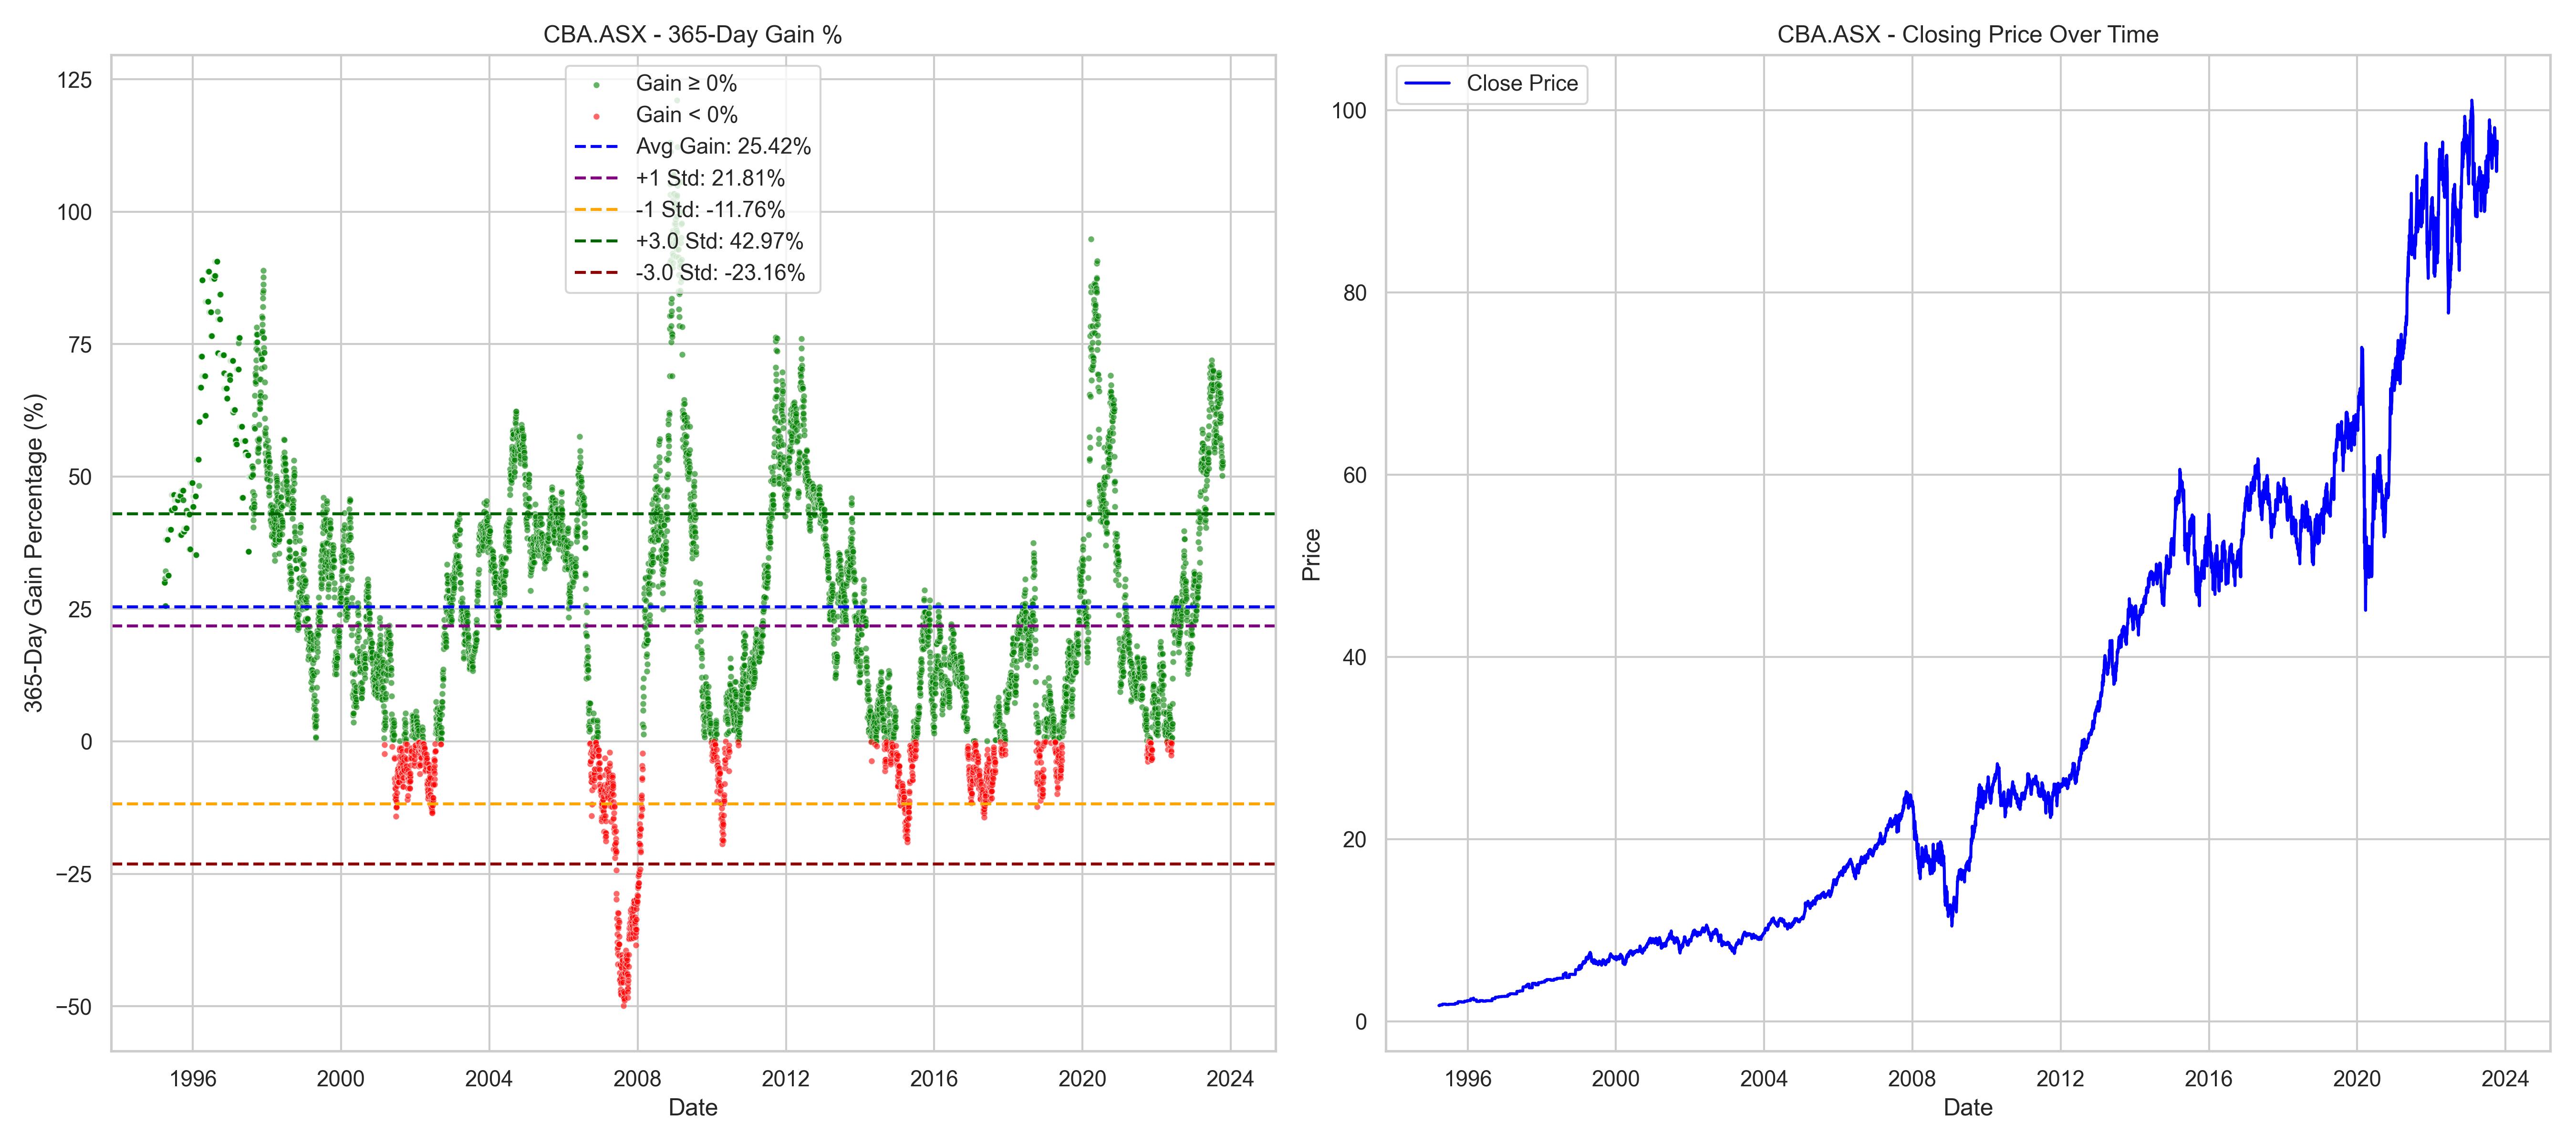 CBA.ASX - 365-Day Gain %
Gain ≥ 0%
Gain < 0%
Avg Gain: 25.42%
+1 Std: 21.81%
-1 Std: -11.76%
+3.0 Std: 42.97%
-3.0 Std: -23.16%
125
100
75
50
25
0
−25
−50
365-Day Gain Percentage (%)
1996 2000 2004 2008 2012 2016 2020 2024
Date
CBA.ASX - Closing Price Over Time
Close Price
100
80
60
40
20
0
Price
1996 2000 2004 2008 2012 2016 2020 2024
Date